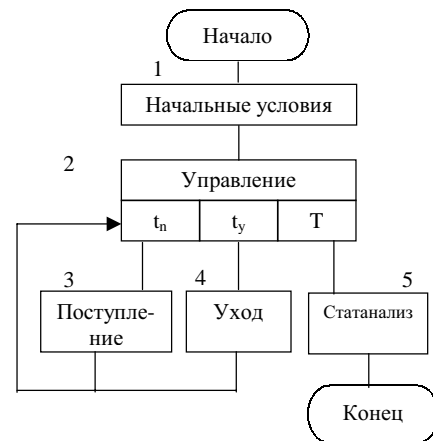 Начало
1
Начальные условия
2
Управление
tn ty T
3 4 5
Поступле-
ние
Уход
Статанализ
Конец